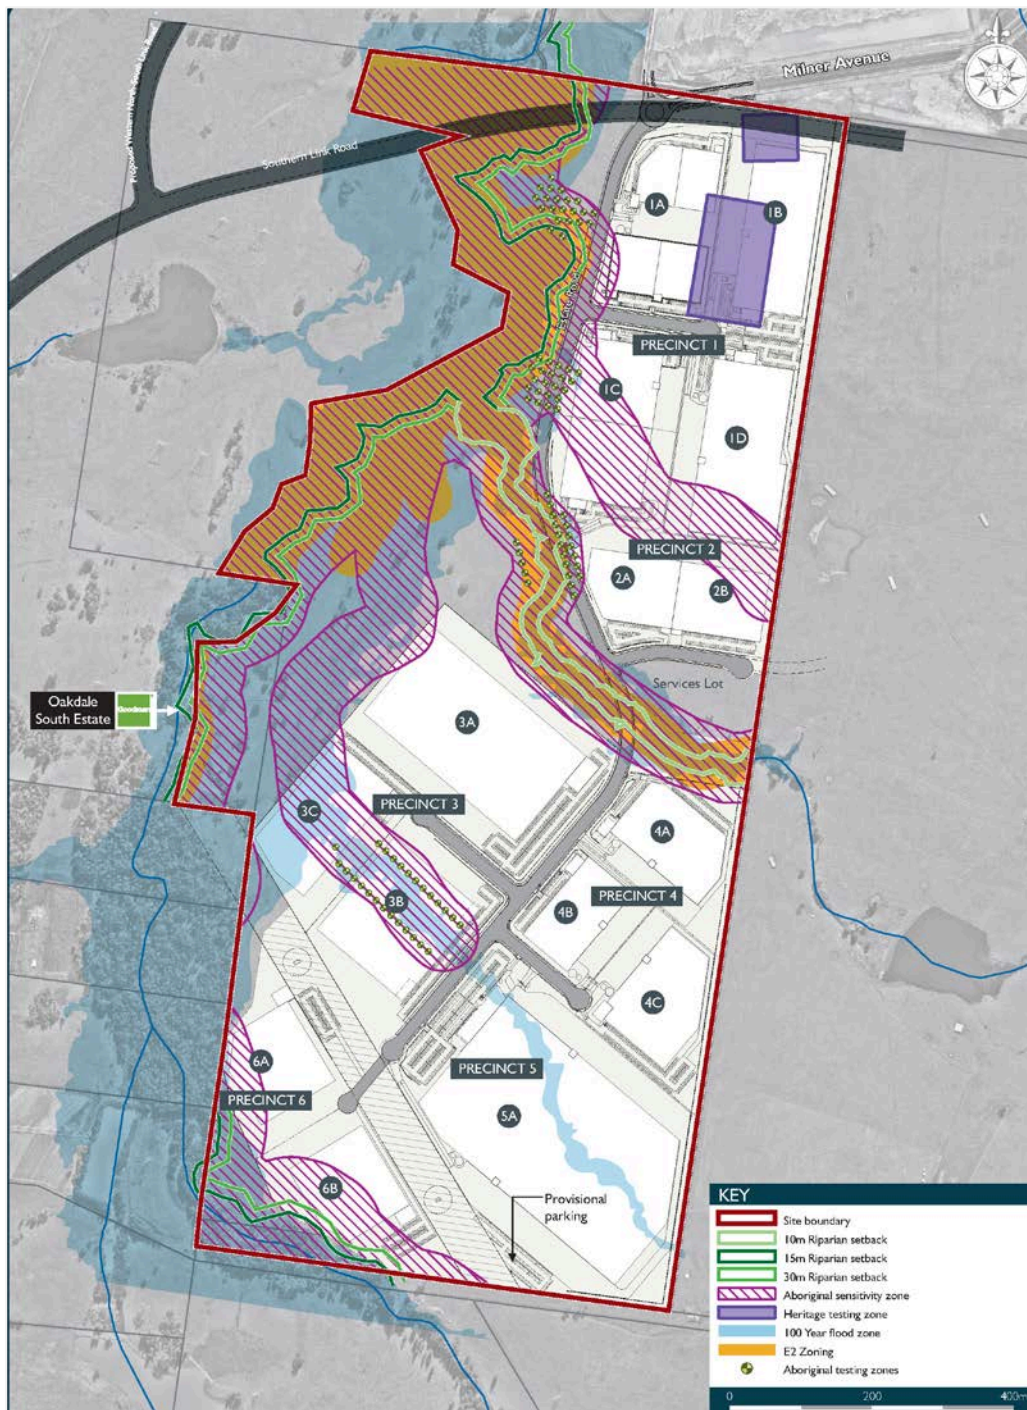 Milner Avenue
Southern Link Road
1A
1B
Estate Road
PRECINCT 1
1C
1D
PRECINCT 2
2A
2B
Services Lot
Oakdale
South Estate
Goodman
3A
PRECINCT 3
3C
4A
3B
PRECINCT 4
4B
4C
6A
PRECINCT 5
PRECINCT 6
5A
6B
Provisional
parking
KEY
Site boundary
10m Riparian setback
15m Riparian setback
30m Riparian setback
Aboriginal sensitivity zone
Heritage testing zone
100 Year flood zone
E2 Zoning
Aboriginal testing zones
0 200 400m